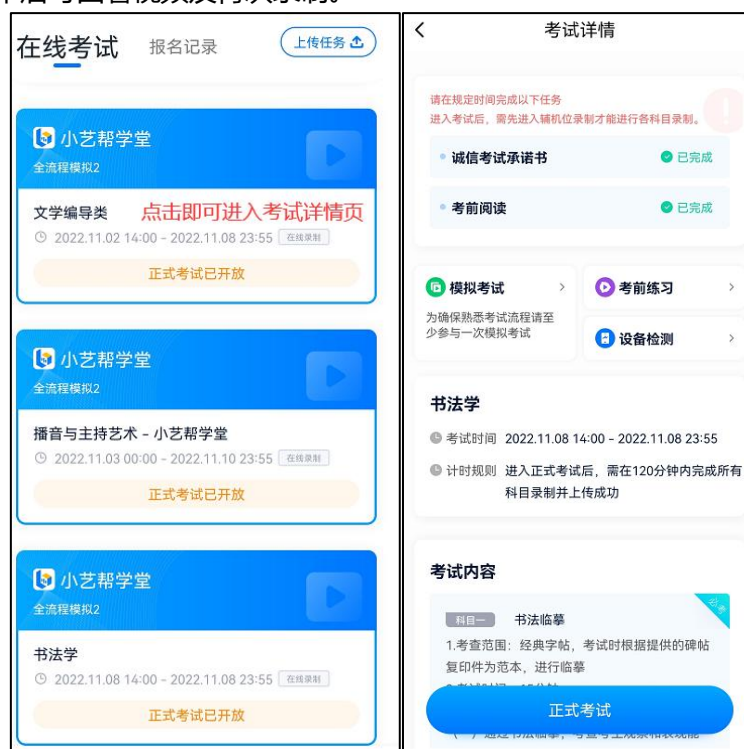 在线考试
报名记录
上传任务
小艺帮学堂
全流程模拟2
文学编导类
点击即可进入考试详情页
2022.11.02 14:00 - 2022.11.08 23:55 在线录制
正式考试已开放
小艺帮学堂
全流程模拟2
播音与主持艺术 - 小艺帮学堂
2022.11.03 00:00 - 2022.11.10 23:55 在线录制
正式考试已开放
小艺帮学堂
全流程模拟2
书法学
2022.11.08 14:00 - 2022.11.08 23:55 在线录制
正式考试已开放
考试详情
请在规定时间完成以下任务
进入考试后，需先进入辅机位录制才能进行各科目录制。
诚信考试承诺书
已完成
考前阅读
已完成
模拟考试
为确保熟悉考试流程请至
少参与一次模拟考试
考前练习
设备检测
书法学
考试时间 2022.11.08 14:00 - 2022.11.08 23:55
计时规则 进入正式考试后，需在120分钟内完成所有
科目录制并上传成功
考试内容
必考
科目一 书法临摹
1.考查范围：经典字帖，考试时根据提供的碑帖
复印件为范本，进行临摹
正式考试